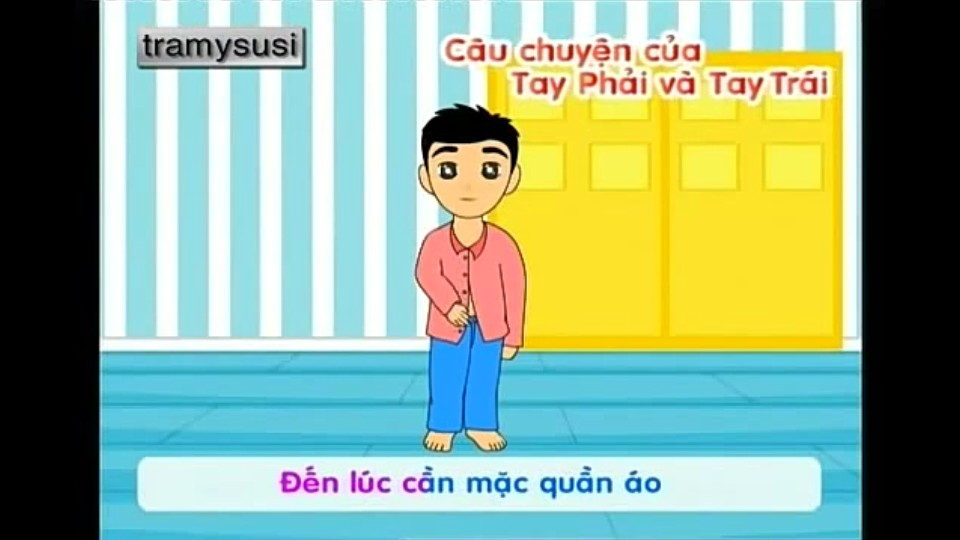 tramysusi
Câu chuyện của
Tay Phải và Tay Trái
Đến lúc cần mặc quần áo